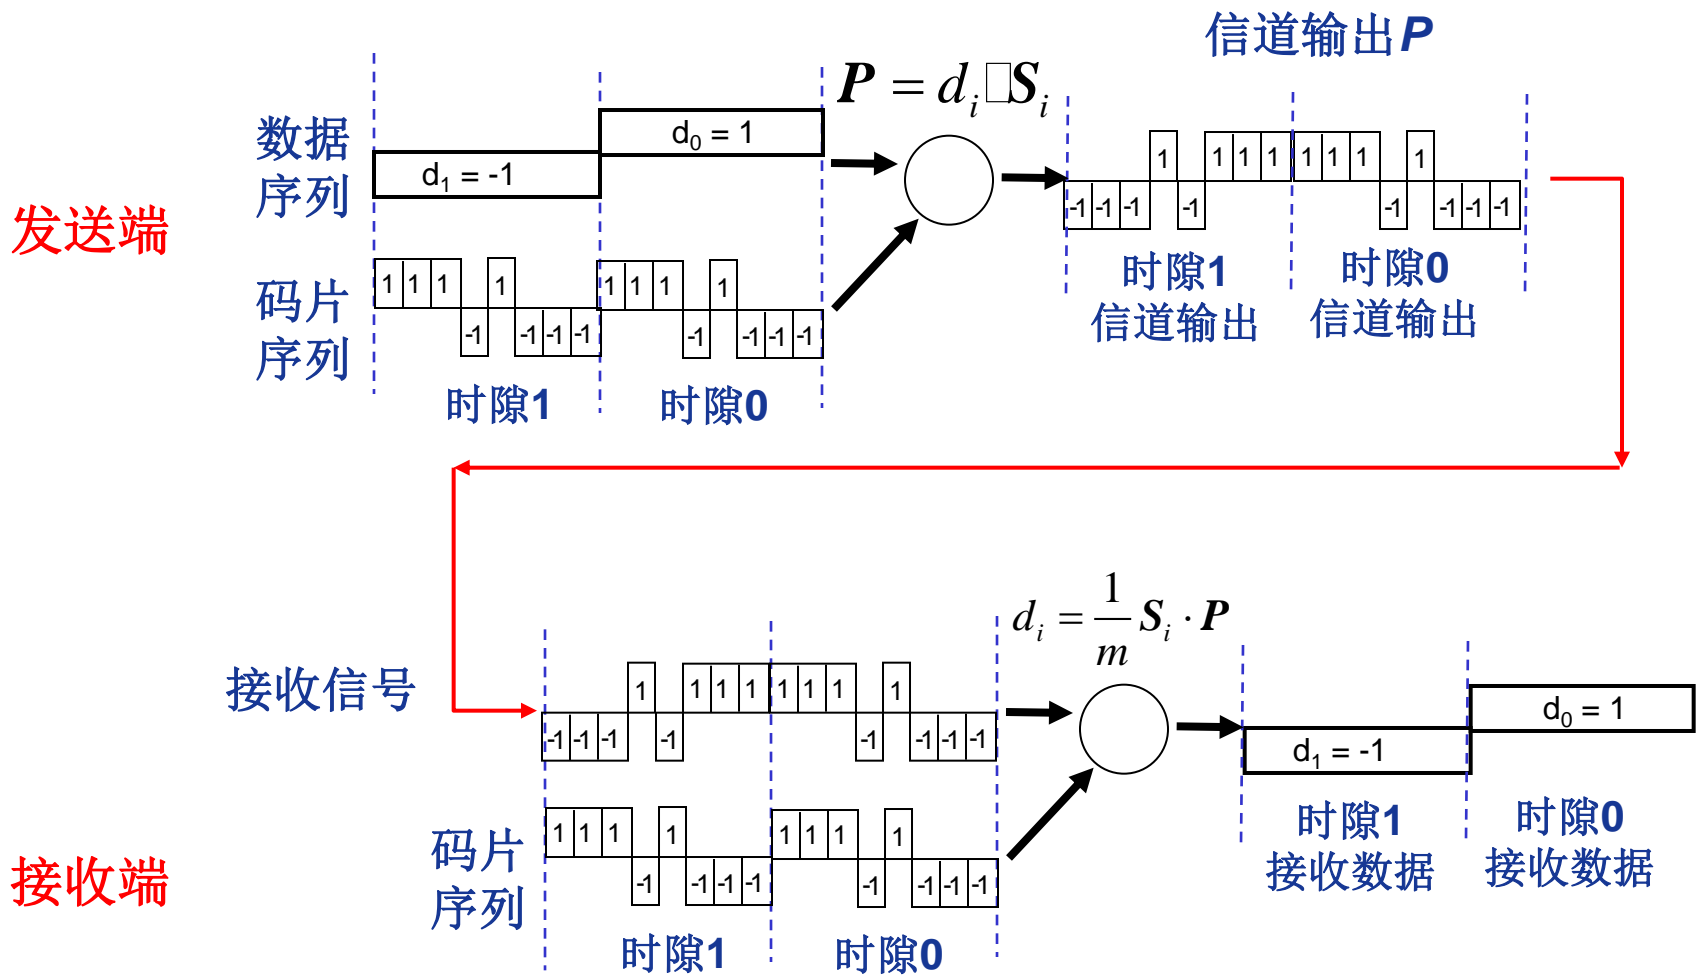 信道输出P
P = d_i □ S_i
数据
序列
d₁ = -1
d₀ = 1
发送端
码片
序列
1 1 1 -1 1 -1 -1 -1
1 1 1 -1 1 -1 -1 -1
时隙1
时隙0
-1 -1 -1 1 -1 1 1 1
1 1 1 -1 1 -1 -1 -1
时隙1
信道输出
时隙0
信道输出
d_i = 1/m S_i · P
接收信号
-1 -1 -1 1 -1 1 1 1
1 1 1 -1 1 -1 -1 -1
接收端
码片
序列
1 1 1 -1 1 -1 -1 -1
1 1 1 -1 1 -1 -1 -1
时隙1
时隙0
d₁ = -1
d₀ = 1
时隙1
接收数据
时隙0
接收数据